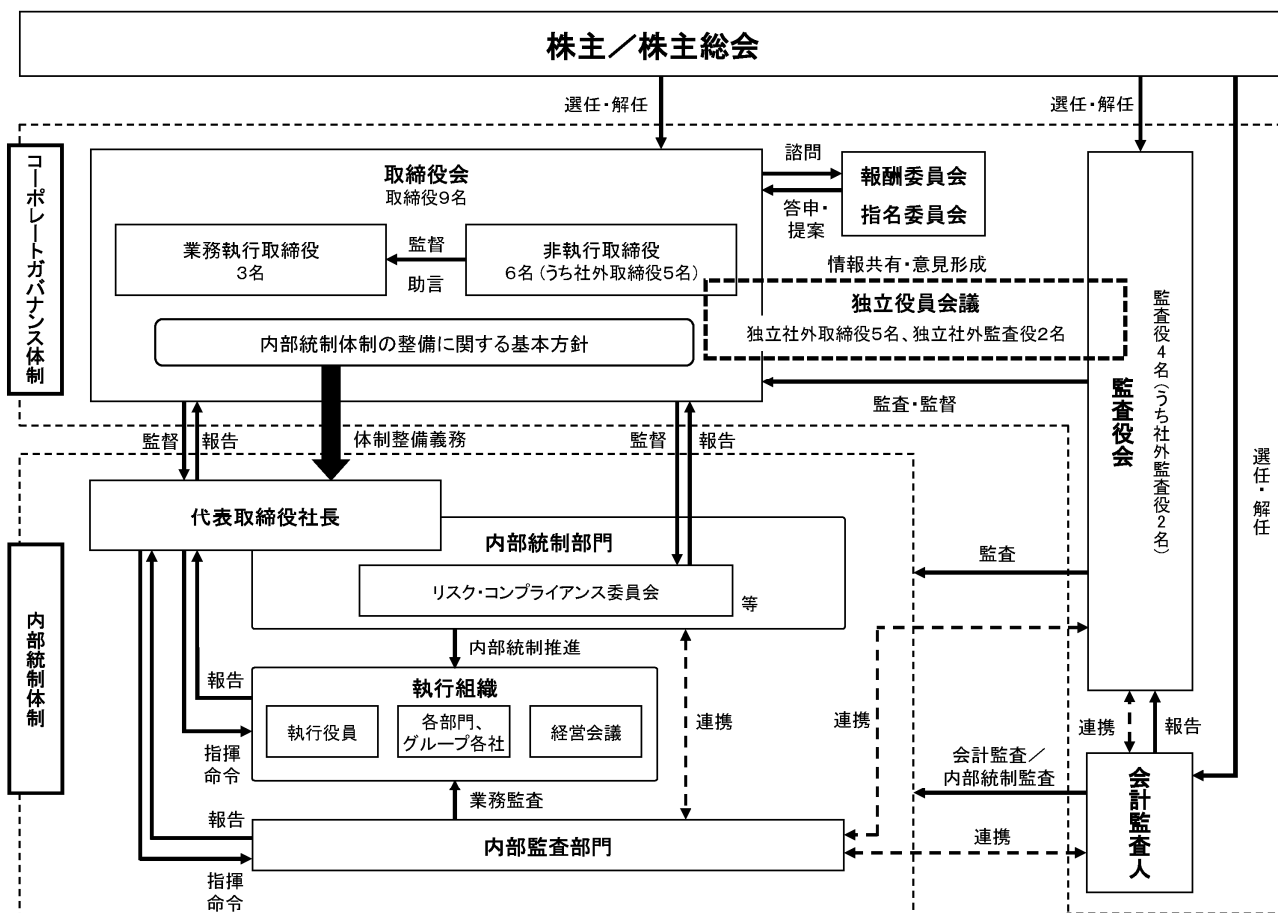 株主／株主総会
選任・解任
選任・解任
コーポレートガバナンス体制
取締役会
取締役9名
諮問
答申・
提案
報酬委員会
指名委員会
業務執行取締役
3名
監督
助言
非執行取締役
6名（うち社外取締役5名）
情報共有・意見形成
独立役員会議
独立社外取締役5名、独立社外監査役2名
内部統制体制の整備に関する基本方針
監査・監督
監査役4名（うち社外監査役2名）
監査役会
選任・解任
監督
報告
体制整備義務
監督
報告
内部統制体制
代表取締役社長
内部統制部門
リスク・コンプライアンス委員会
等
監査
内部統制推進
報告
執行組織
執行役員
各部門、
グループ各社
経営会議
指揮
命令
連携
連携
連携
報告
会計監査／
内部統制監査
会計監査人
業務監査
報告
内部監査部門
連携
指揮
命令